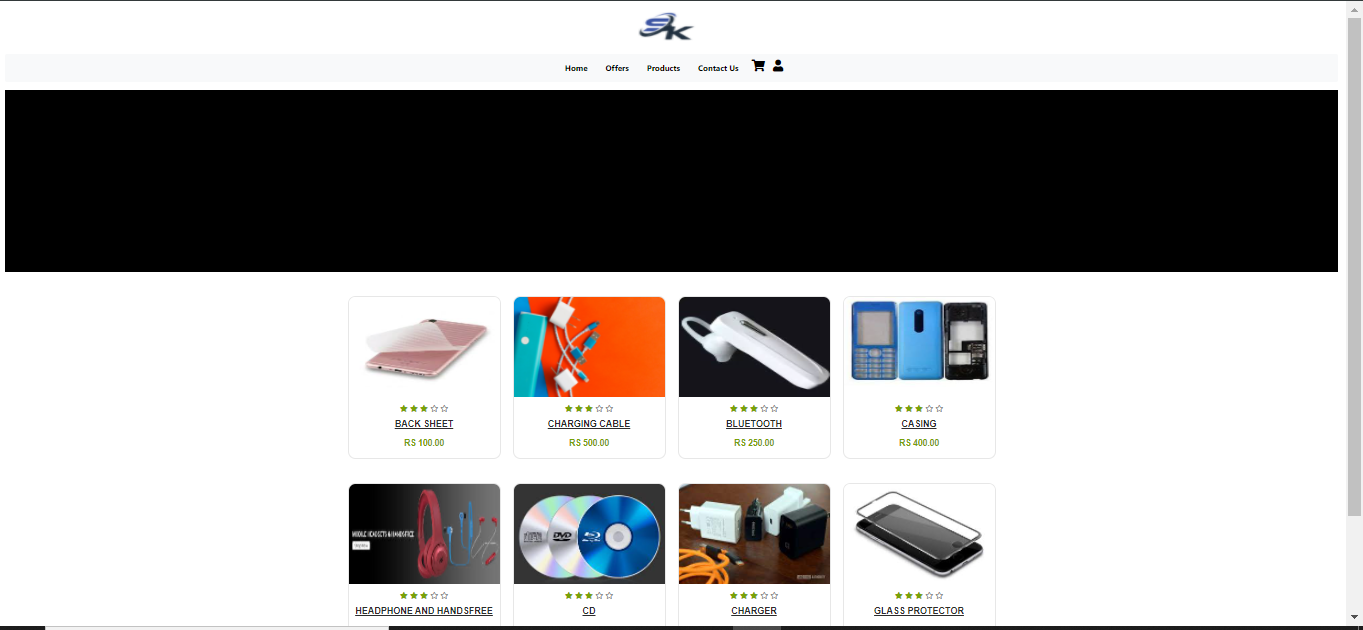 SK
Home Offers Products Contact Us
BACK SHEET CHARGING CABLE BLUETOOTH CASING
RS 100.00 RS 500.00 RS 250.00 RS 400.00
MOBILE HEADSETS & HANDSFREE
DVD
HEADPHONE AND HANDSFREE CD CHARGER GLASS PROTECTOR